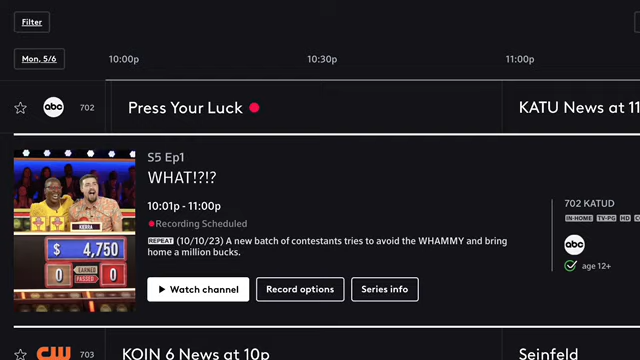 Filter
Mon, 5/6
10:00p
10:30p
11:00p
abc
702
Press Your Luck
KATU News at 11
S5 Ep1
WHAT!?!?
10:01p - 11:00p
Recording Scheduled
REPEAT (10/10/23) A new batch of contestants tries to avoid the WHAMMY and bring
home a million bucks.
KERRA
$ 4,750
0 EARNED 0
PASSED
702 KATUD
IN-HOME TV-PG HD
abc
age 12+
Watch channel
Record options
Series info
CW
703
KOIN 6 News at 10p
Seinfeld